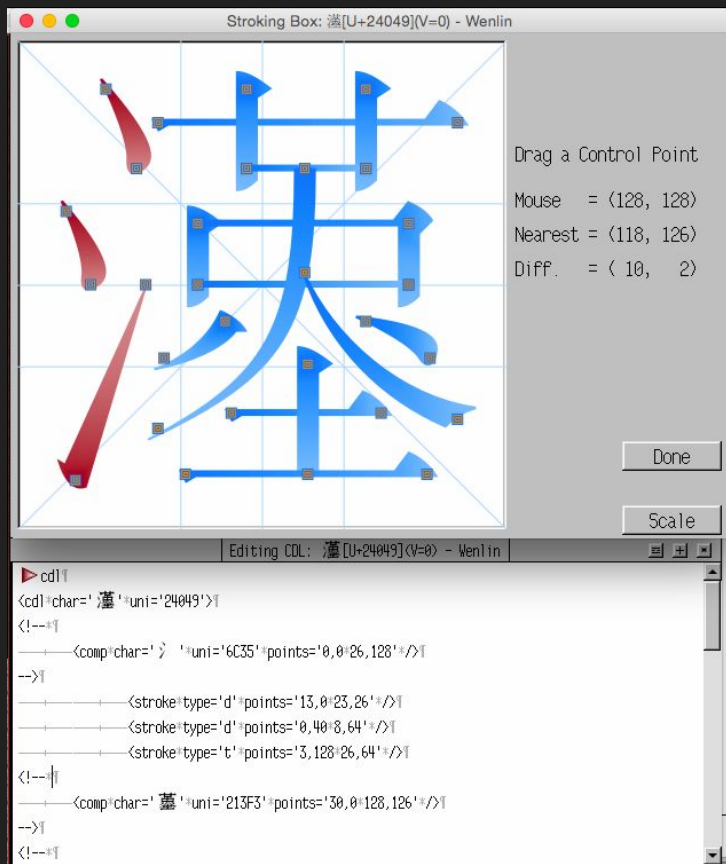 Stroking Box: 𤁉[U+24049](V=0) - Wenlin
Drag a Control Point
Mouse = (128, 128)
Nearest = (118, 126)
Diff. = ( 10, 2)
Done
Scale
Editing CDL: 𤁉[U+24049](V=0) - Wenlin
cdl¶
<cdl*char='𤁉'*uni='24049'>¶
<!--*¶
<comp*char='氵'*uni='6C35'*points='0,0*26,128'*/>¶
-->¶
<stroke*type='d'*points='13,0*23,26'*/>¶
<stroke*type='d'*points='0,40*8,64'*/>¶
<stroke*type='t'*points='3,128*26,64'*/>¶
<!--*¶
<comp*char='𡏳'*uni='213F3'*points='30,0*128,126'*/>¶
-->¶
<!--*¶